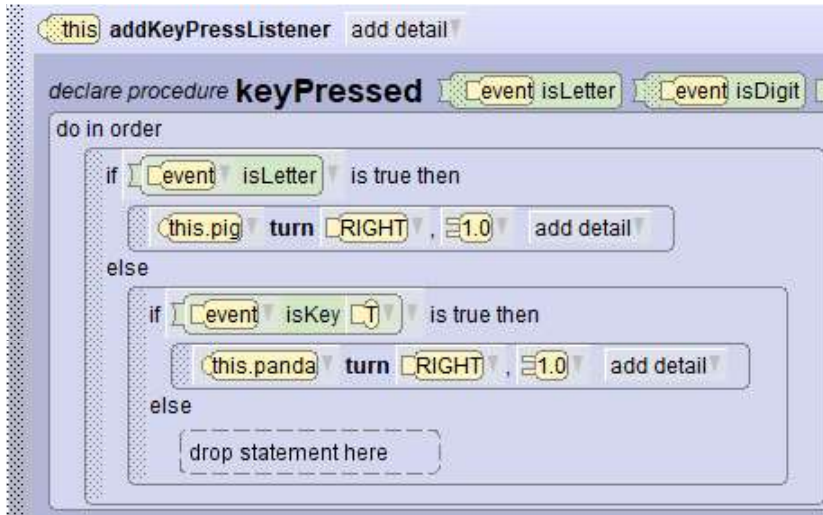 this addKeyPressListener add detail
declare procedure keyPressed event isLetter event isDigit
do in order
if event isLetter is true then
this.pig turn RIGHT , 1.0 add detail
else
if event isKey T is true then
this.panda turn RIGHT , 1.0 add detail
else
drop statement here